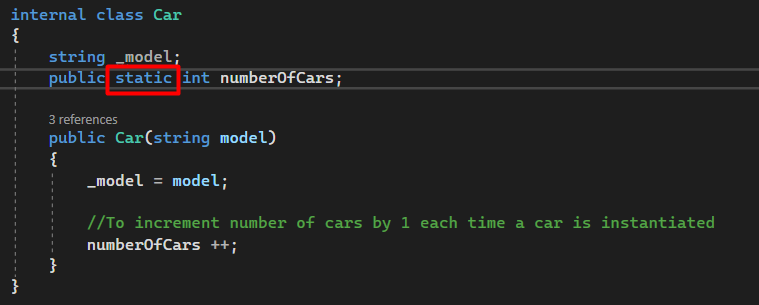 internal class Car
{
string _model;
public static int numberOfCars;
3 references
public Car(string model)
{
_model = model;
//To increment number of cars by 1 each time a car is instantiated
numberOfCars ++;
}
}